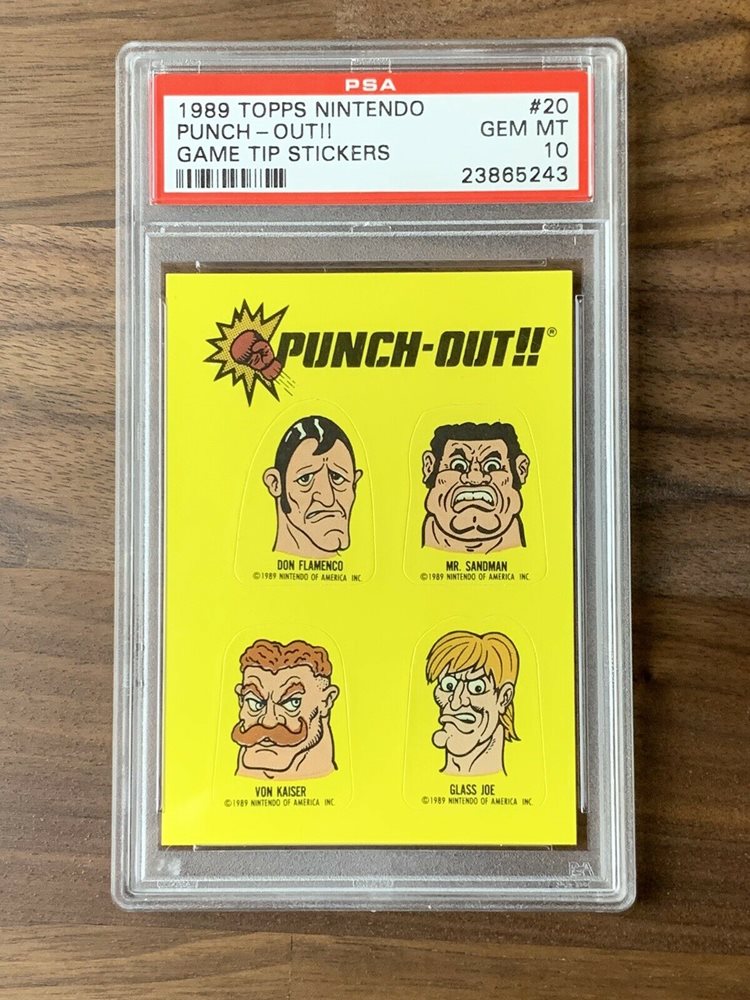 PSA
1989 TOPPS NINTENDO #20
PUNCH-OUT!! GEM MT
GAME TIP STICKERS 10
23865243
PUNCH-OUT!!®
DON FLAMENCO
©1989 NINTENDO OF AMERICA INC.
MR. SANDMAN
©1989 NINTENDO OF AMERICA INC.
VON KAISER
©1989 NINTENDO OF AMERICA INC.
GLASS JOE
©1989 NINTENDO OF AMERICA INC.
PSA